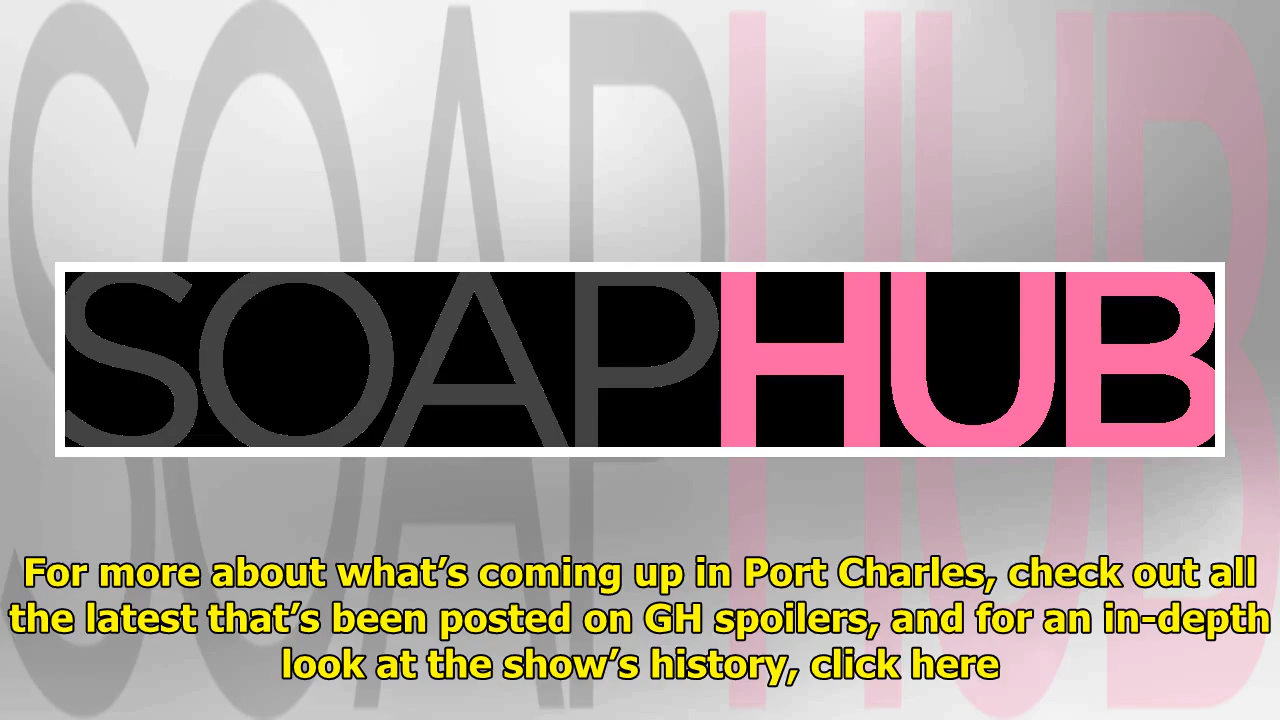 SOAPHUB
SOAPHUB
For more about what’s coming up in Port Charles, check out all
the latest that’s been posted on GH spoilers, and for an in-depth
look at the show’s history, click here